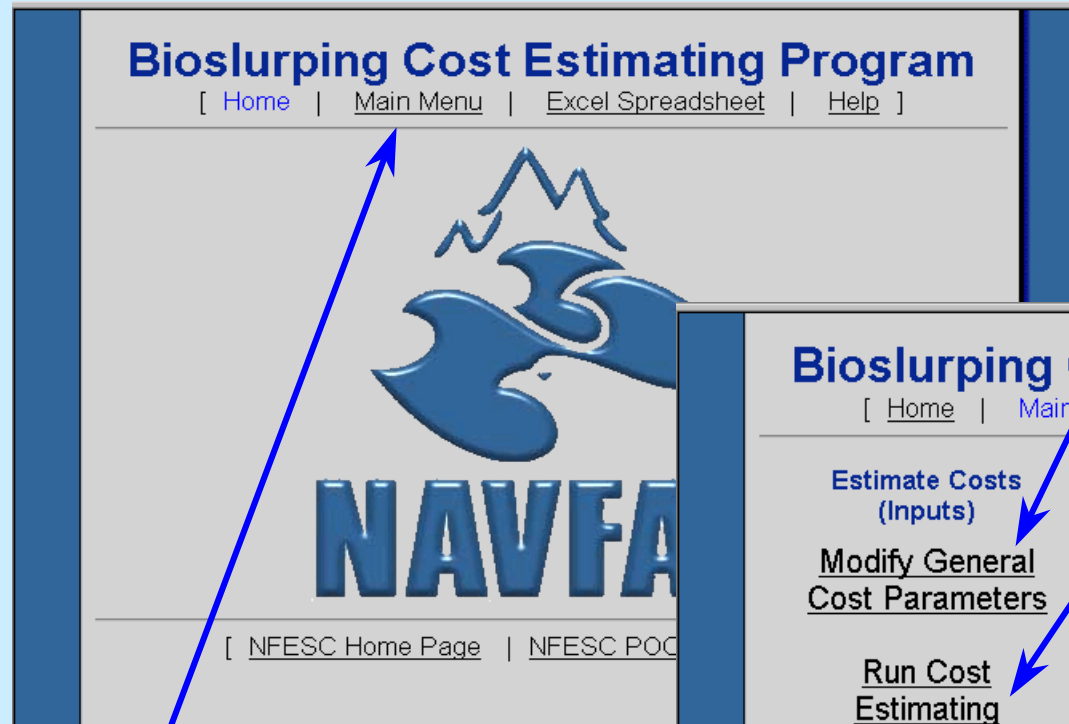 Bioslurping Cost Estimating Program
[ Home | Main Menu | Excel Spreadsheet | Help ]
NAVFA
[ NFESC Home Page | NFESC POC
Bioslurping
[ Home | Main
Estimate Costs
(Inputs)
Modify General
Cost Parameters
Run Cost
Estimating